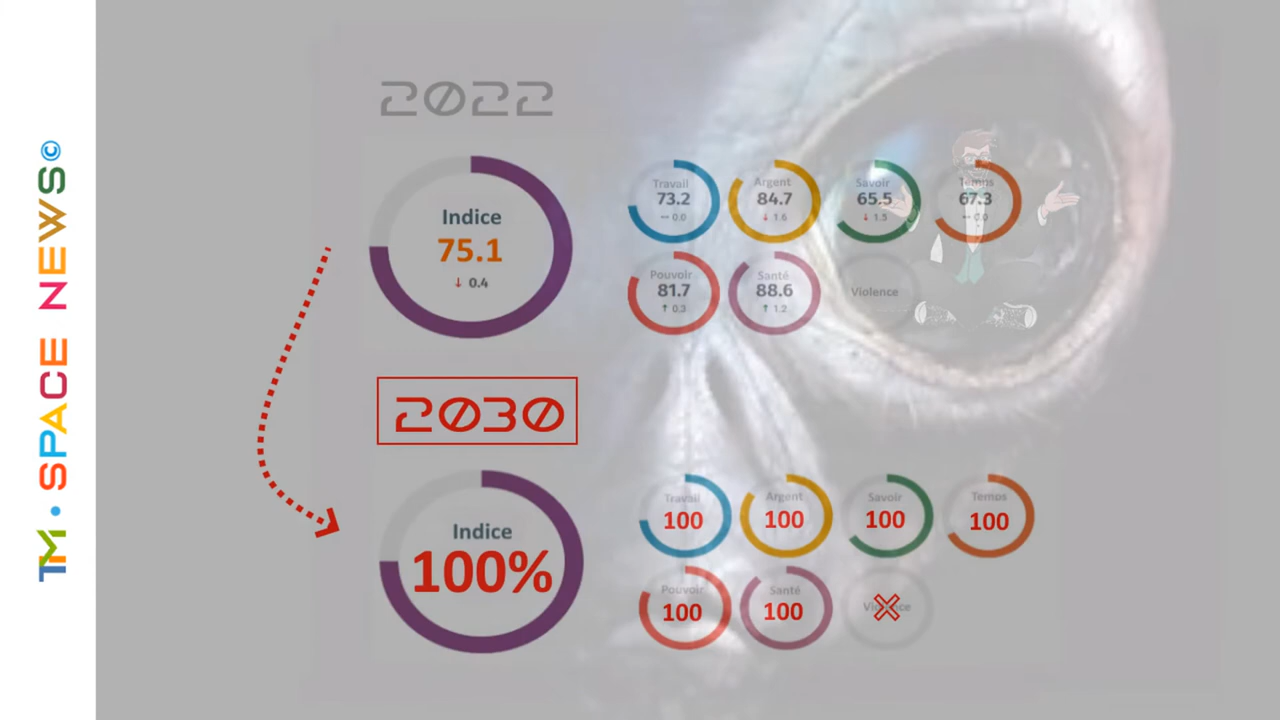 TM • SPACE NEWS©
2022
Indice
75.1
↓ 0.4
Travail
73.2
↔ 0.0
Argent
84.7
↓ 1.6
Savoir
65.5
↓ 1.5
Temps
67.3
↔ 0.0
Pouvoir
81.7
↑ 0.3
Santé
88.6
↑ 1.2
Violence
2030
Indice
100%
Travail
100
Argent
100
Savoir
100
Temps
100
Pouvoir
100
Santé
100
Violence